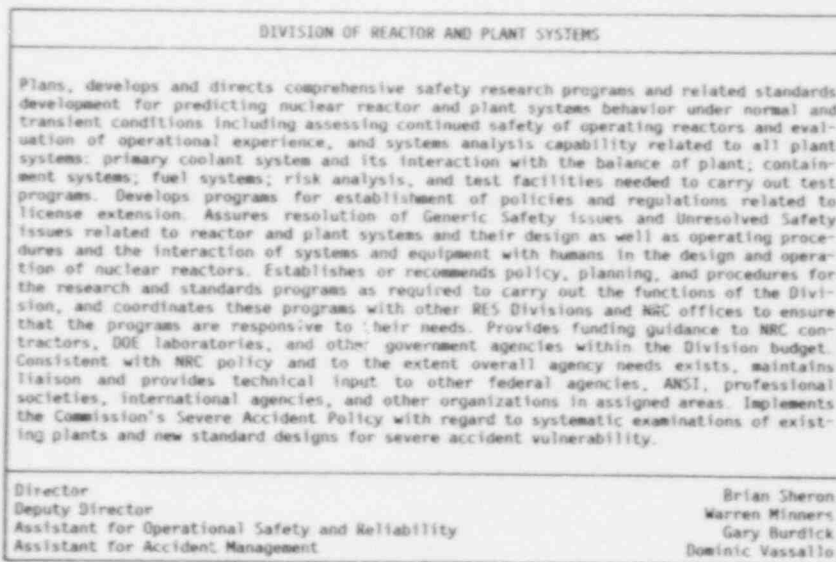 DIVISION OF REACTOR AND PLANT SYSTEMS
Plans, develops and directs comprehensive safety research programs and related standards
development for predicting nuclear reactor and plant systems behavior under normal and
transient conditions including assessing continued safety of operating reactors and eval-
uation of operational experience, and systems analysis capability related to all plant
systems: primary coolant system and its interaction with the balance of plant; contain-
ment systems; fuel systems; risk analysis, and test facilities needed to carry out test
programs. Develops programs for establishment of policies and regulations related to
license extension. Assures resolution of Generic Safety issues and Unresolved Safety
issues related to reactor and plant systems and their design as well as operating proce-
dures and the interaction of systems and equipment with humans in the design and opera-
tion of nuclear reactors. Establishes or recommends policy, planning, and procedures for
the research and standards programs as required to carry out the functions of the Divi-
sion, and coordinates these programs with other RES Divisions and NRC offices to ensure
that the programs are responsive to their needs. Provides funding guidance to NRC con-
tractors, DOE laboratories, and other government agencies within the Division budget.
Consistent with NRC policy and to the extent overall agency needs exists, maintains
liaison and provides technical input to other federal agencies, ANSI, professional
societies, international agencies, and other organizations in assigned areas. Implements
the Commission's Severe Accident Policy with regard to systematic examinations of exist-
ing plants and new standard designs for severe accident vulnerability.
Director Brian Sheron
Deputy Director Warren Minners
Assistant for Operational Safety and Reliability Gary Burdick
Assistant for Accident Management Dominic Vassallo